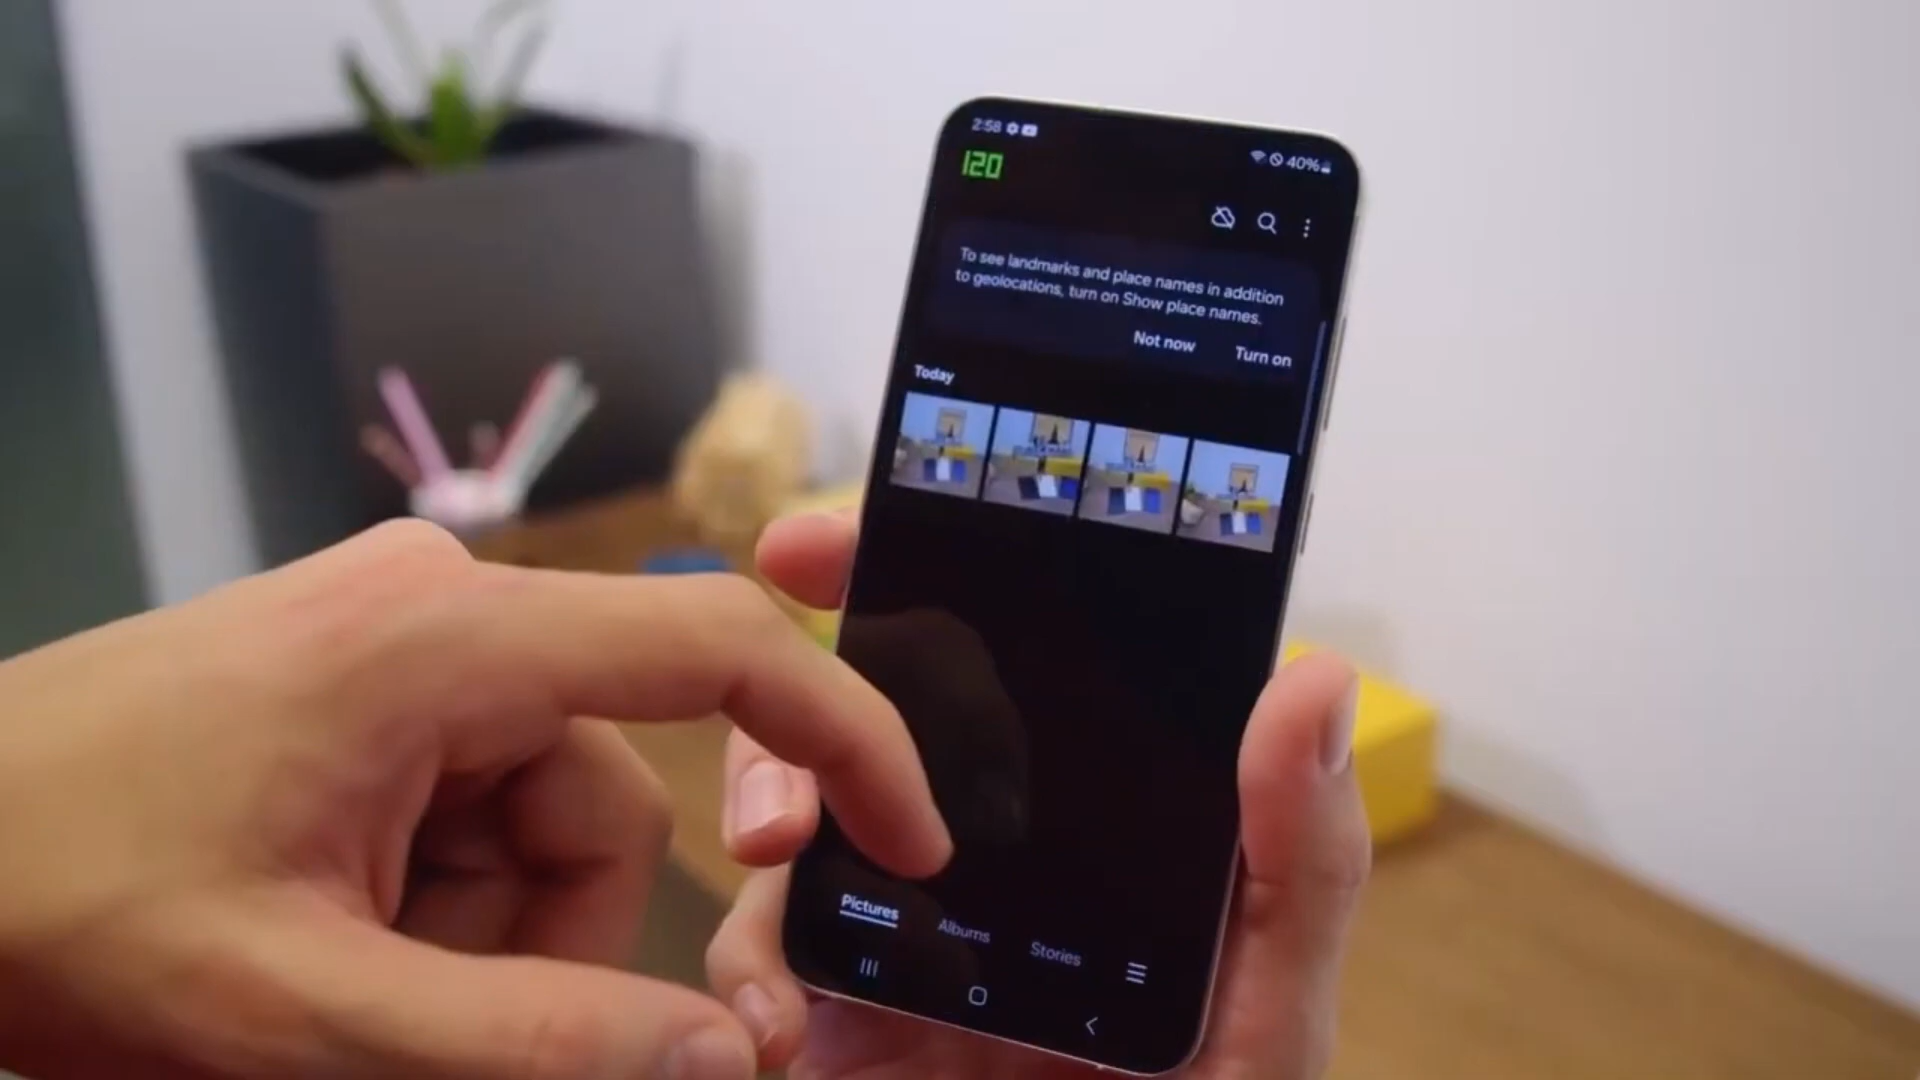 2:58
40%
120
To see landmarks and place names in addition
to geolocations, turn on Show place names.
Not now Turn on
Today
Pictures Albums Stories